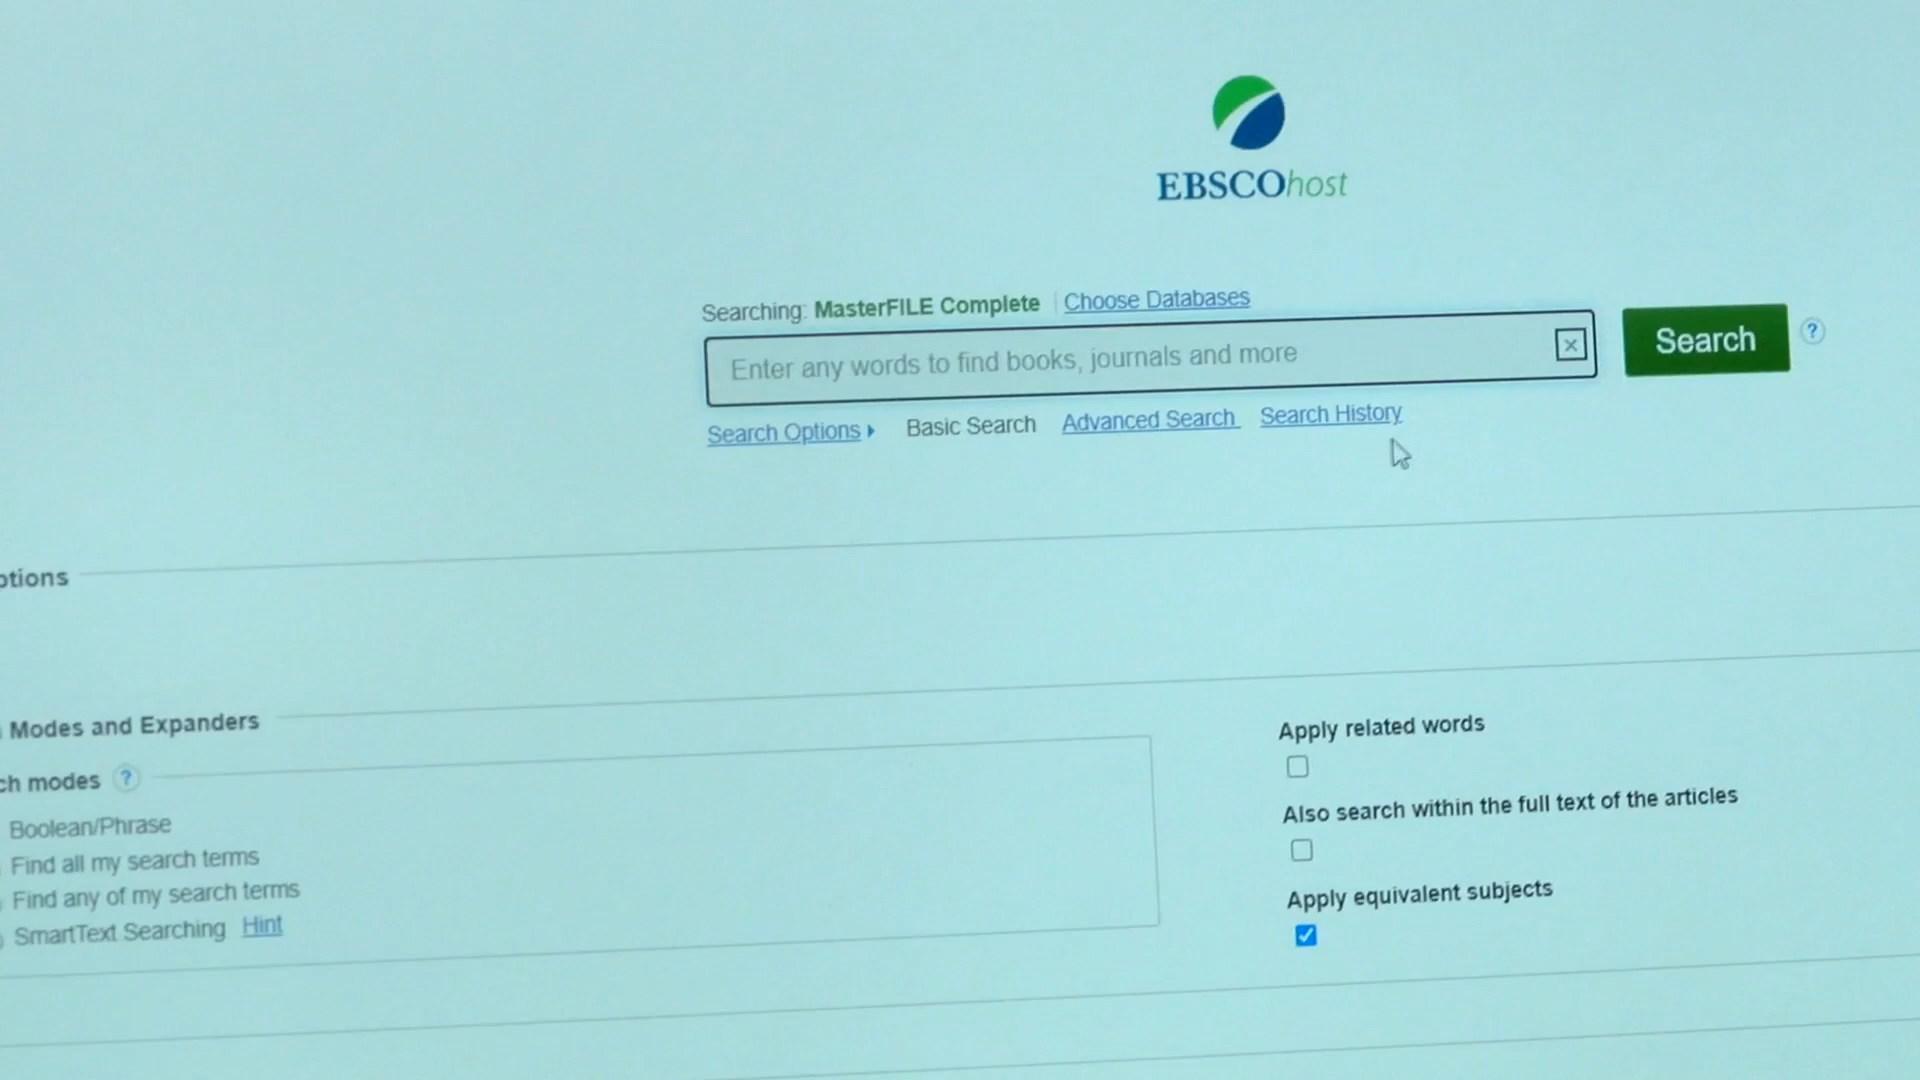 EBSCOhost
Searching: MasterFILE Complete Choose Databases
Enter any words to find books, journals and more
Search
?
Search Options Basic Search Advanced Search Search History
ptions
Modes and Expanders
ch modes ?
Boolean/Phrase
Find all my search terms
Find any of my search terms
SmartText Searching Hint
Apply related words
Also search within the full text of the articles
Apply equivalent subjects